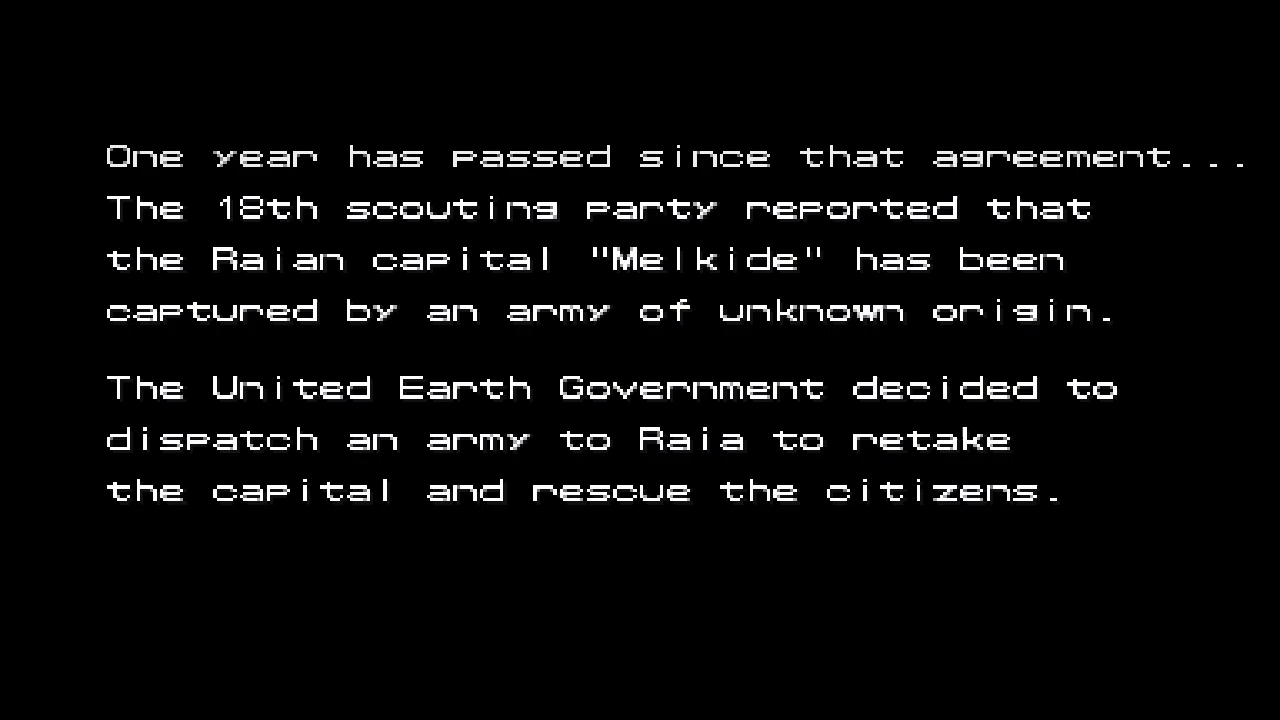 One year has passed since that agreement...
The 18th scouting party reported that
the Raian capital "Melkide" has been
captured by an army of unknown origin.
The United Earth Government decided to
dispatch an army to Raia to retake
the capital and rescue the citizens.